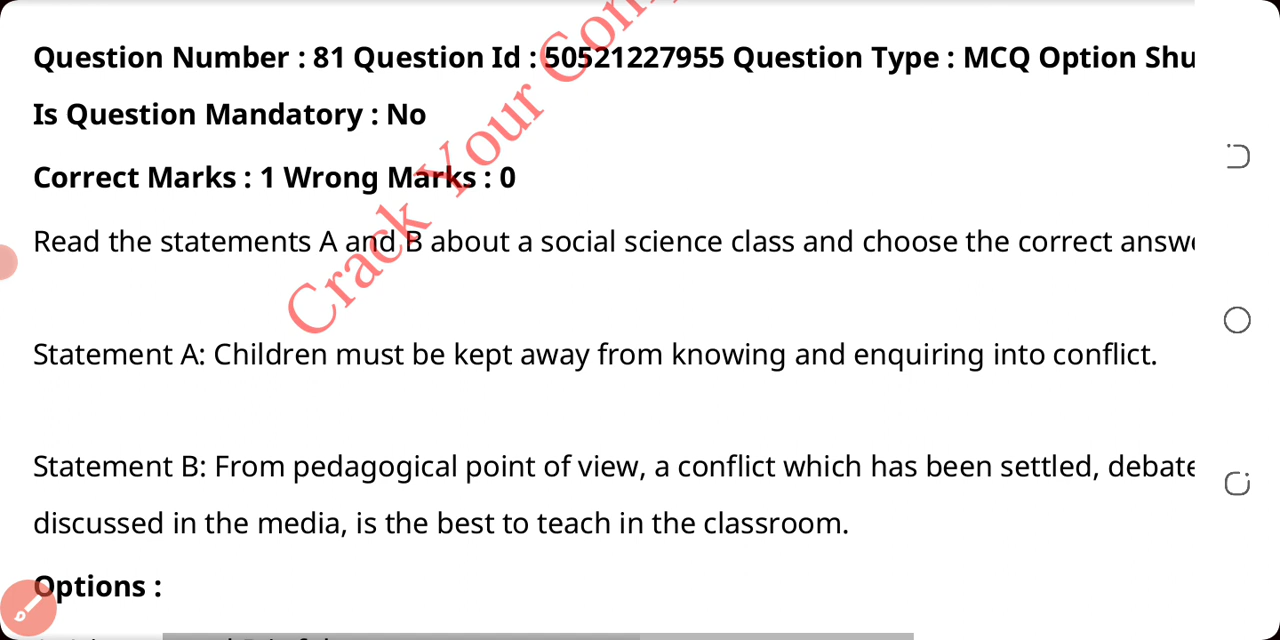 Question Number : 81 Question Id : 50521227955 Question Type : MCQ Option Shu
Is Question Mandatory : No
Correct Marks : 1 Wrong Marks : 0
Read the statements A and B about a social science class and choose the correct answe
Statement A: Children must be kept away from knowing and enquiring into conflict.
Statement B: From pedagogical point of view, a conflict which has been settled, debate
discussed in the media, is the best to teach in the classroom.
Options :
Crack Your Com